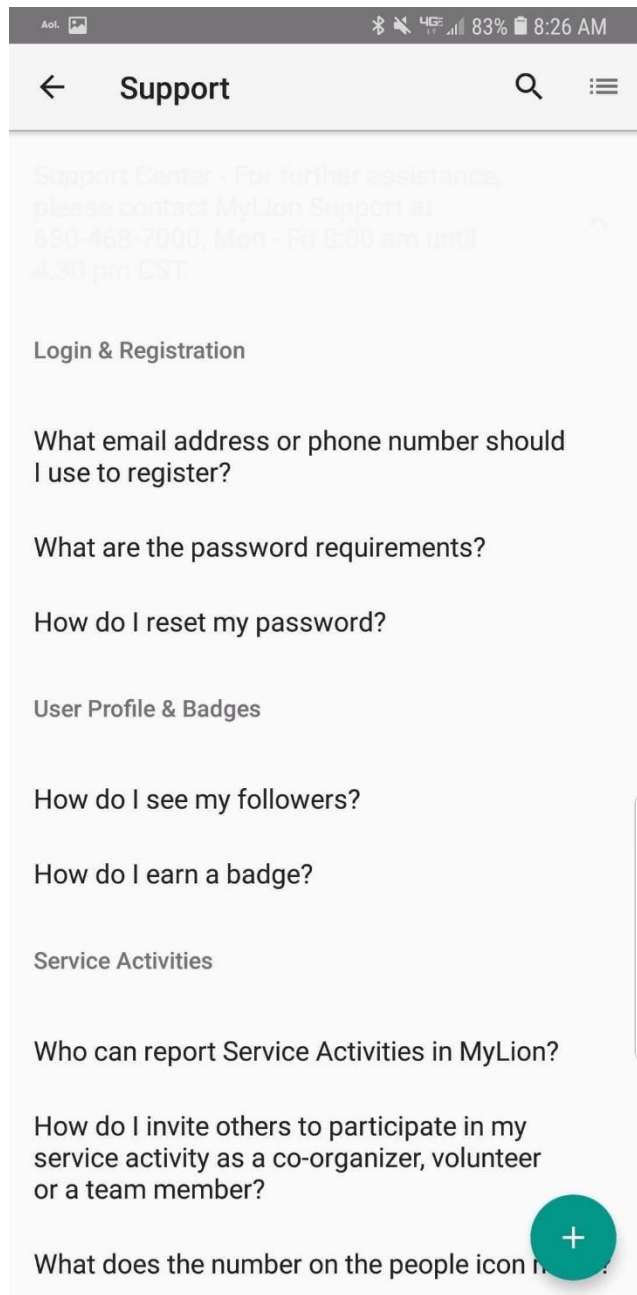 Aol. 4GE 83% 8:26 AM
Support
Support Center - For further assistance,
please contact MyLion Support at
630-468-7000, Mon - Fri 8:00 am until
4:30 pm CST
Login & Registration
What email address or phone number should
I use to register?
What are the password requirements?
How do I reset my password?
User Profile & Badges
How do I see my followers?
How do I earn a badge?
Service Activities
Who can report Service Activities in MyLion?
How do I invite others to participate in my
service activity as a co-organizer, volunteer
or a team member?
What does the number on the people icon ?